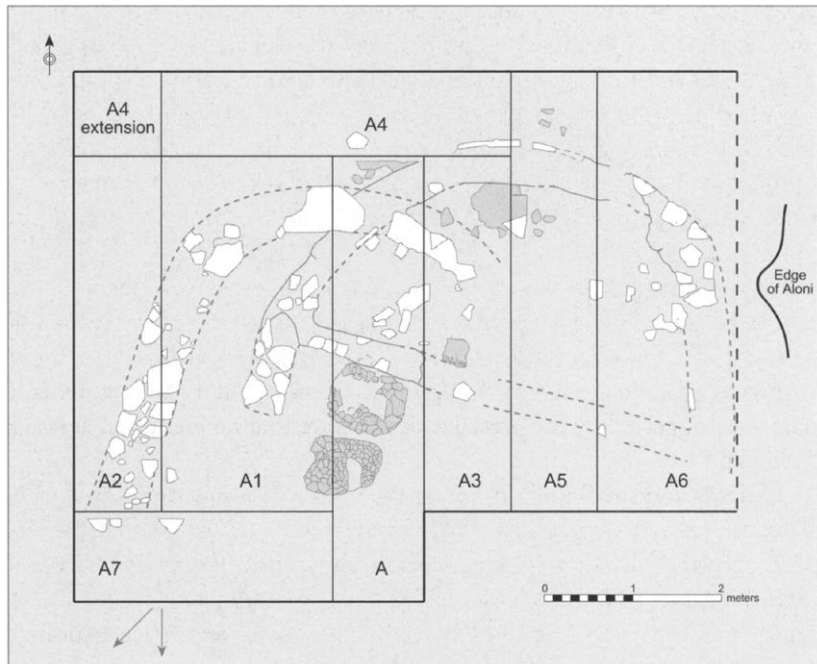 A4
extension
A4
Edge
of Aloni
A2
A1
A3
A5
A6
A7
A
0
1
2
meters